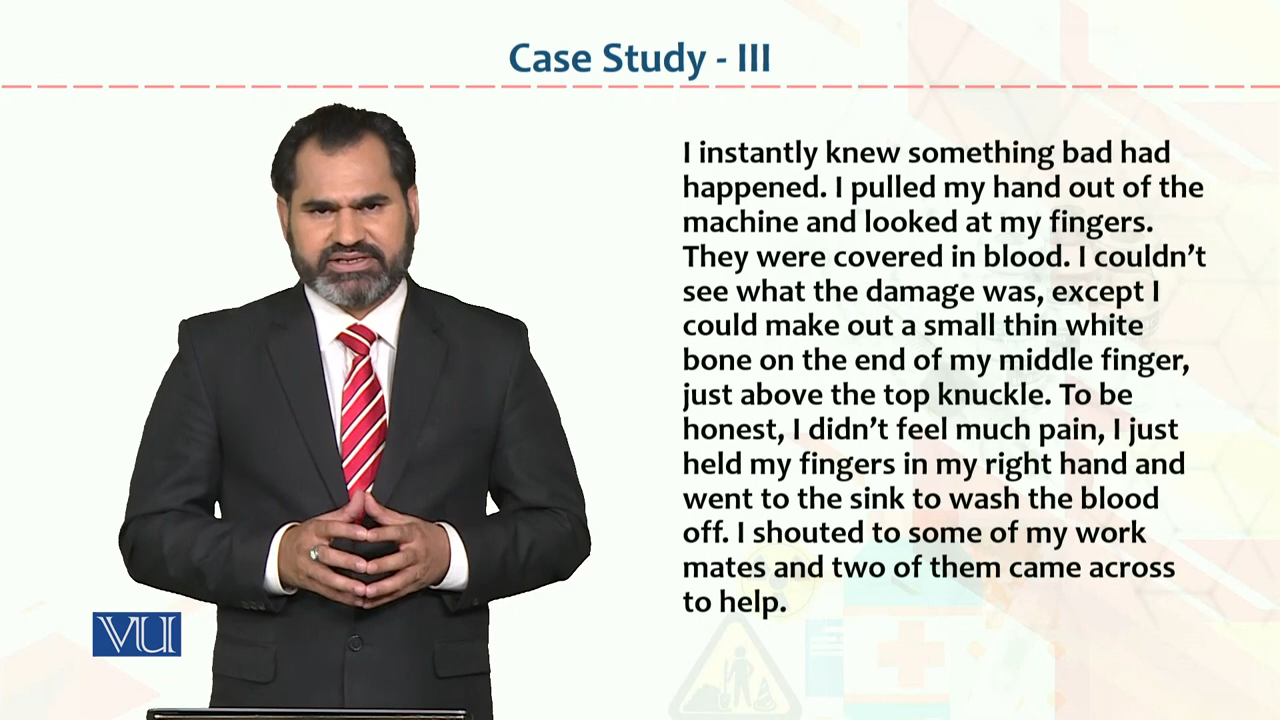 Case Study - III
I instantly knew something bad had
happened. I pulled my hand out of the
machine and looked at my fingers.
They were covered in blood. I couldn’t
see what the damage was, except I
could make out a small thin white
bone on the end of my middle finger,
just above the top knuckle. To be
honest, I didn’t feel much pain, I just
held my fingers in my right hand and
went to the sink to wash the blood
off. I shouted to some of my work
mates and two of them came across
to help.
VU